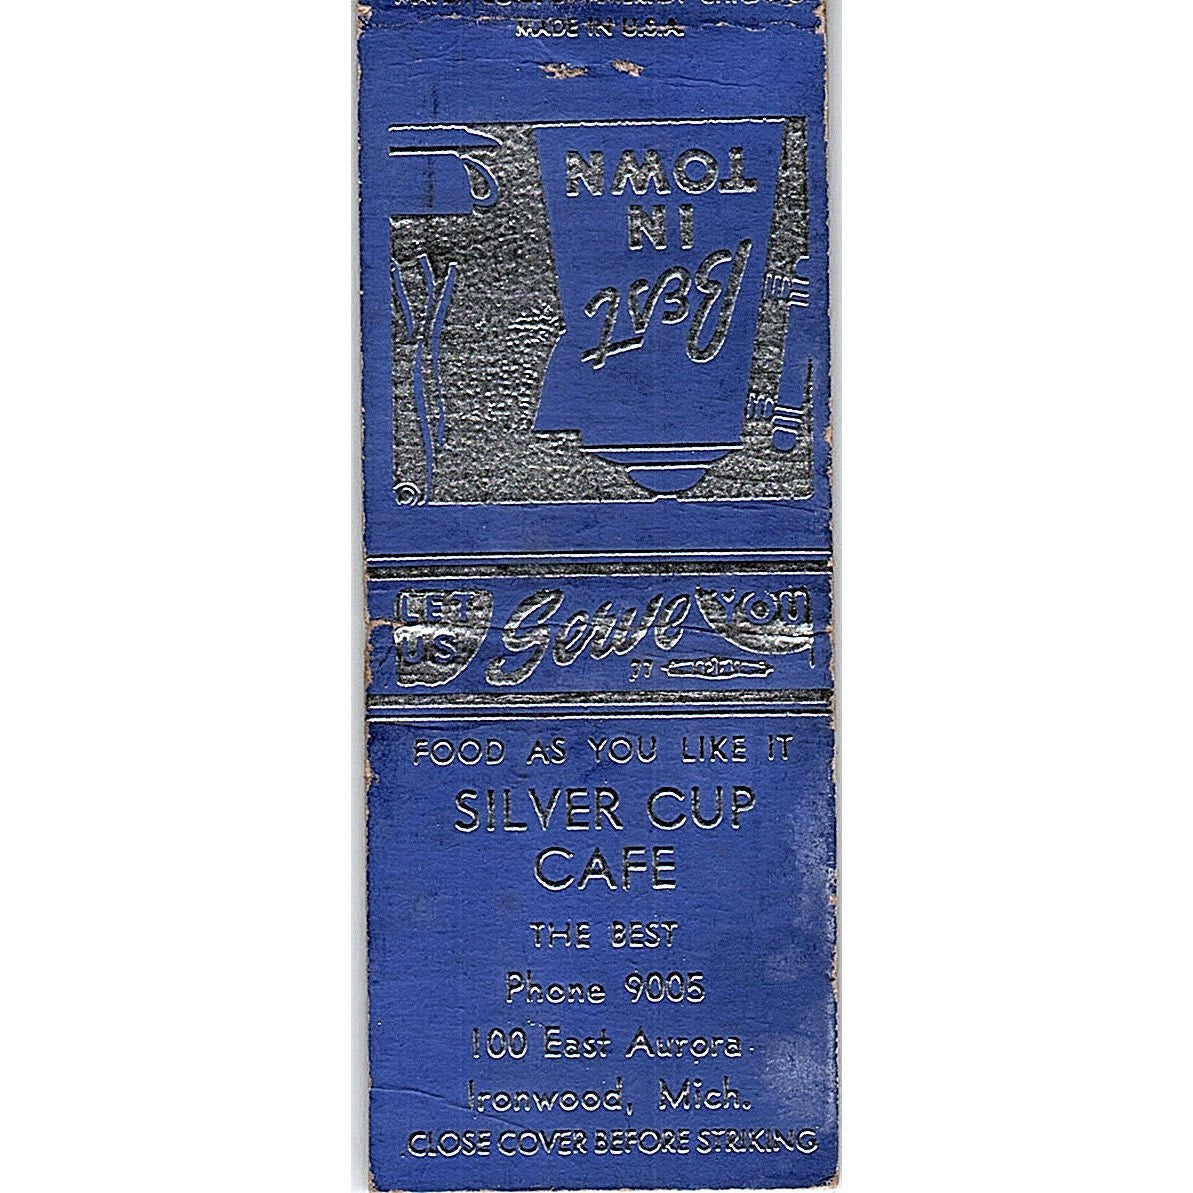 MADE IN U.S.A.
Best
IN
TOWN
LET US Serve YOU
FOOD AS YOU LIKE IT
SILVER CUP
CAFE
THE BEST
Phone 9005
100 East Aurora
Ironwood, Mich.
CLOSE COVER BEFORE STRIKING